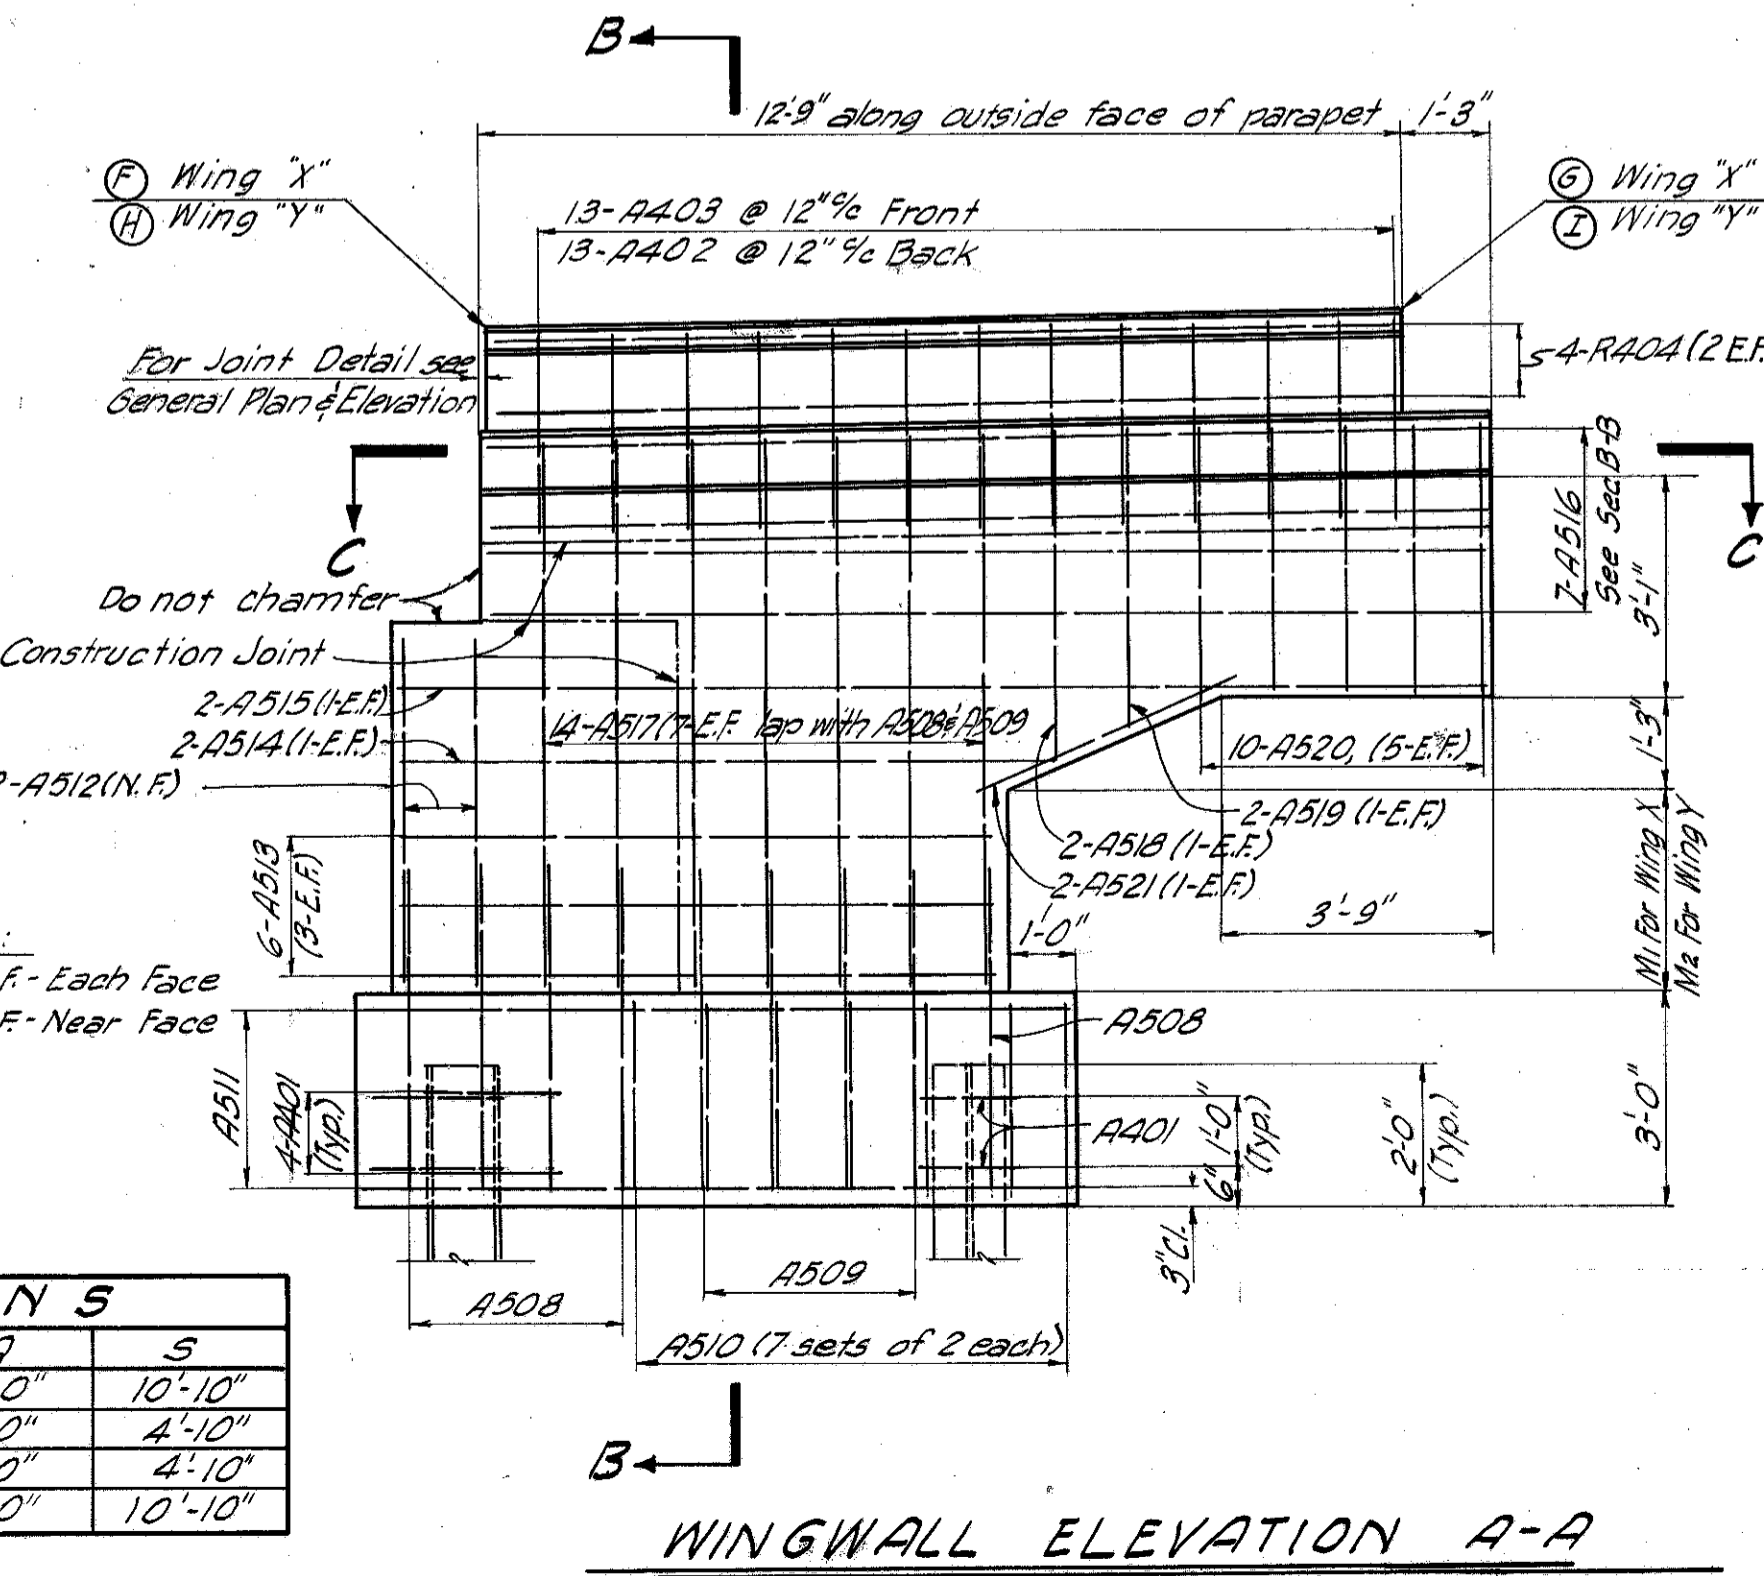 B
12'-9" along outside face of parapet
1'-3"
F Wing "X"
H Wing "Y"
13-A403 @ 12" c/c Front
13-A402 @ 12" c/c Back
G Wing "X"
I Wing "Y"
For Joint Detail see
General Plan & Elevation
4-R404 (2 E.F.
C
C
7-A516
See Sec. B-B
3'-1"
Do not chamfer
Construction Joint
2-A515 (1-E.F.)
14-A517 (7-E.F. lap with A508 & A509
2-A514 (1-E.F.)
10-A520, (5-E.F.)
1'-3"
-A512 (N.F.)
2-A519 (1-E.F.)
2-A518 (1-E.F.)
2-A521 (1-E.F.)
6-A513
(3-E.F.)
1'-0"
3'-9"
M1 For Wing X
M2 For Wing Y
F. - Each Face
F. - Near Face
A508
A511
4-A401
(Typ.)
A401
1'-0"
(Typ.)
6"
2'-0"
(Typ.)
3'-0"
3" Cl.
A509
A508
A510 (7 sets of 2 each)
N S
S
0" 10'-10"
0" 4'-10"
0" 4'-10"
0" 10'-10"
B
WINGWALL ELEVATION A-A